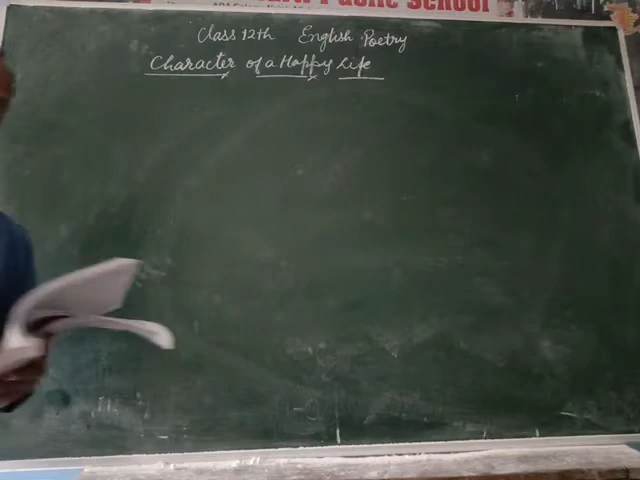 Public School
Class 12th English Poetry
Character of a Happy Life